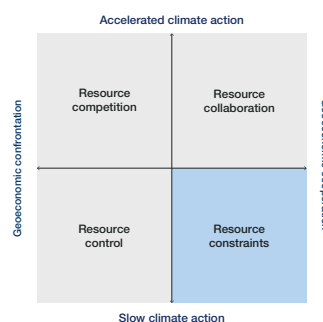 Accelerated climate action
Geoeconomic confrontation
Resource
competition
Resource
collaboration
Resource
control
Resource
constraints
Slow climate action